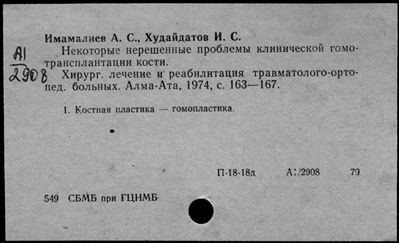 Имамалиев А. С., Худайдатов И. С.
Некоторые нерешенные проблемы клинической гомо-
трансплантации кости.
А1
2908
Хирург. лечение и реабилитация травматолого-орто-
пед. больных. Алма-Ата, 1974, с. 163—167.
1. Костная пластика — гомопластика.
П-18-18д А1/2908 79
549 СБМБ при ГЦНМБ